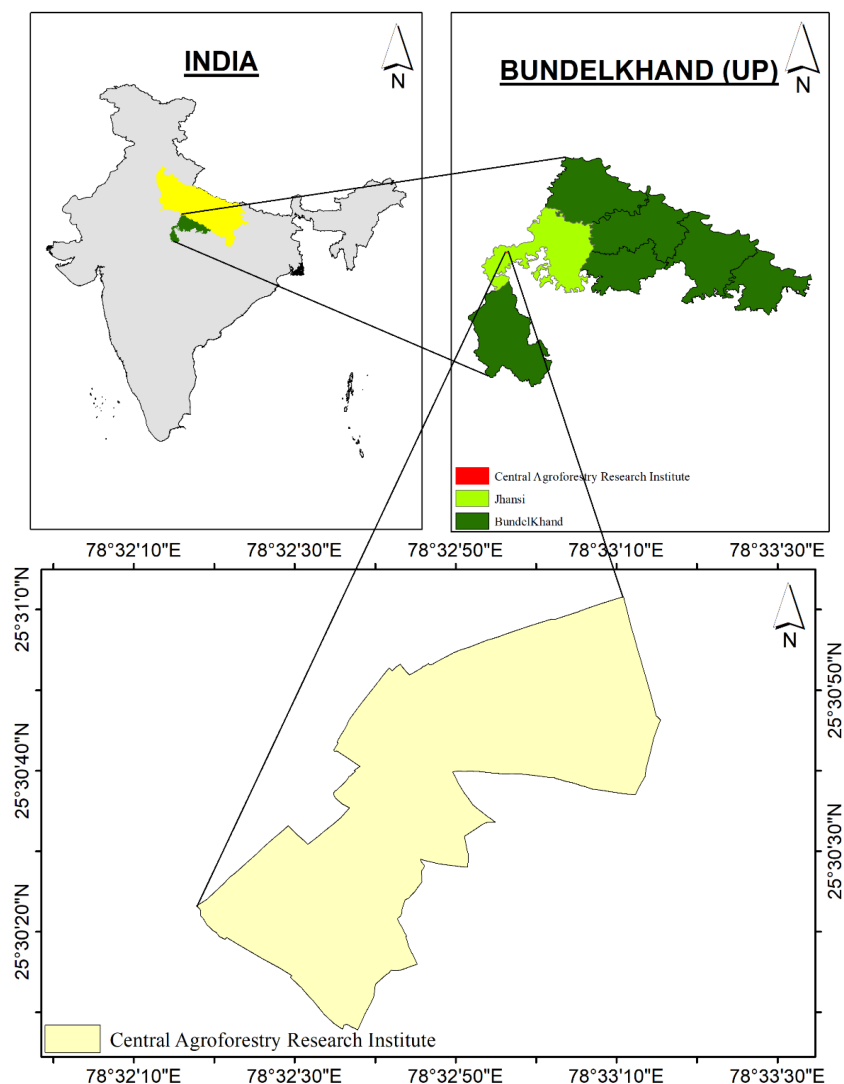 INDIA
N
BUNDELKHAND (UP)
N
Central Agroforestry Research Institute
Jhansi
BundelKhand
78°32'10"E 78°32'30"E 78°32'50"E 78°33'10"E 78°33'30"E
N
25°31'0"N
25°30'50"N
25°30'40"N
25°30'30"N
25°30'20"N
Central Agroforestry Research Institute
78°32'10"E 78°32'30"E 78°32'50"E 78°33'10"E 78°33'30"E